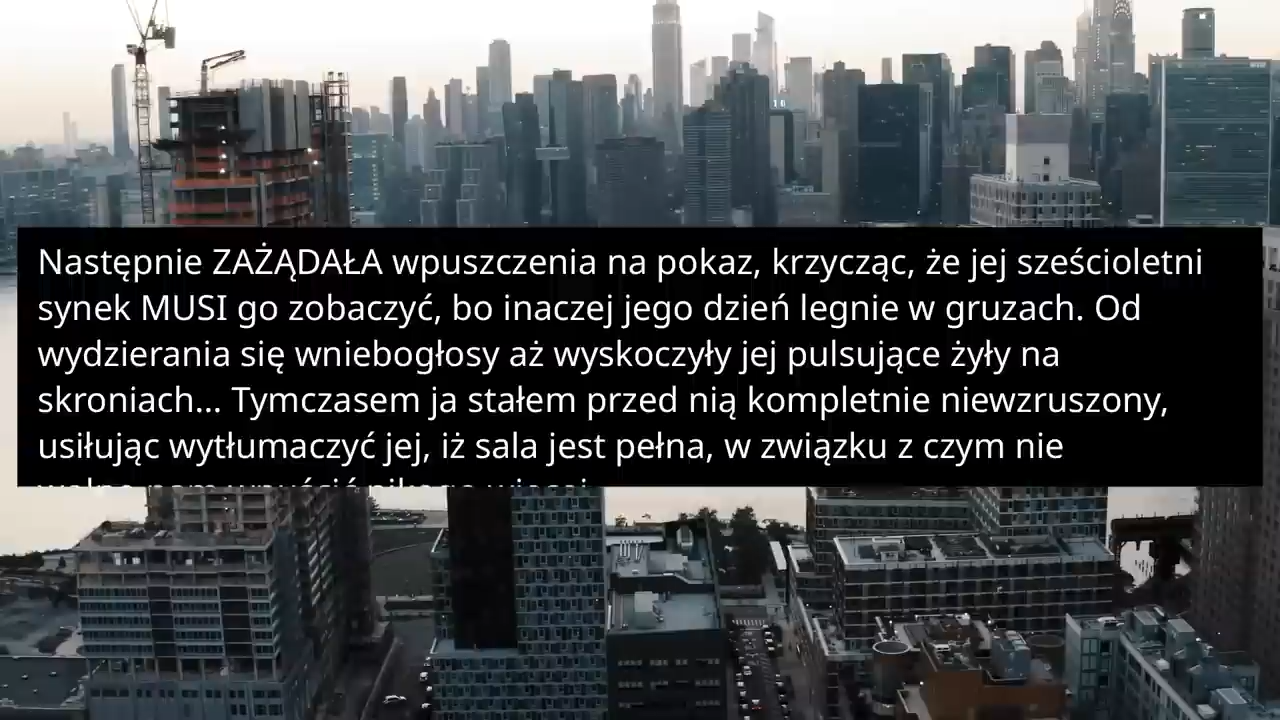 Następnie ZAŻĄDAŁA wpuszczenia na pokaz, krzycząc, że jej sześcioletni
synek MUSI go zobaczyć, bo inaczej jego dzień legnie w gruzach. Od
wydzierania się wniebogłosy aż wyskoczyły jej pulsujące żyły na
skroniach... Tymczasem ja stałem przed nią kompletnie niewzruszony,
usiłując wytłumaczyć jej, iż sala jest pełna, w związku z czym nie